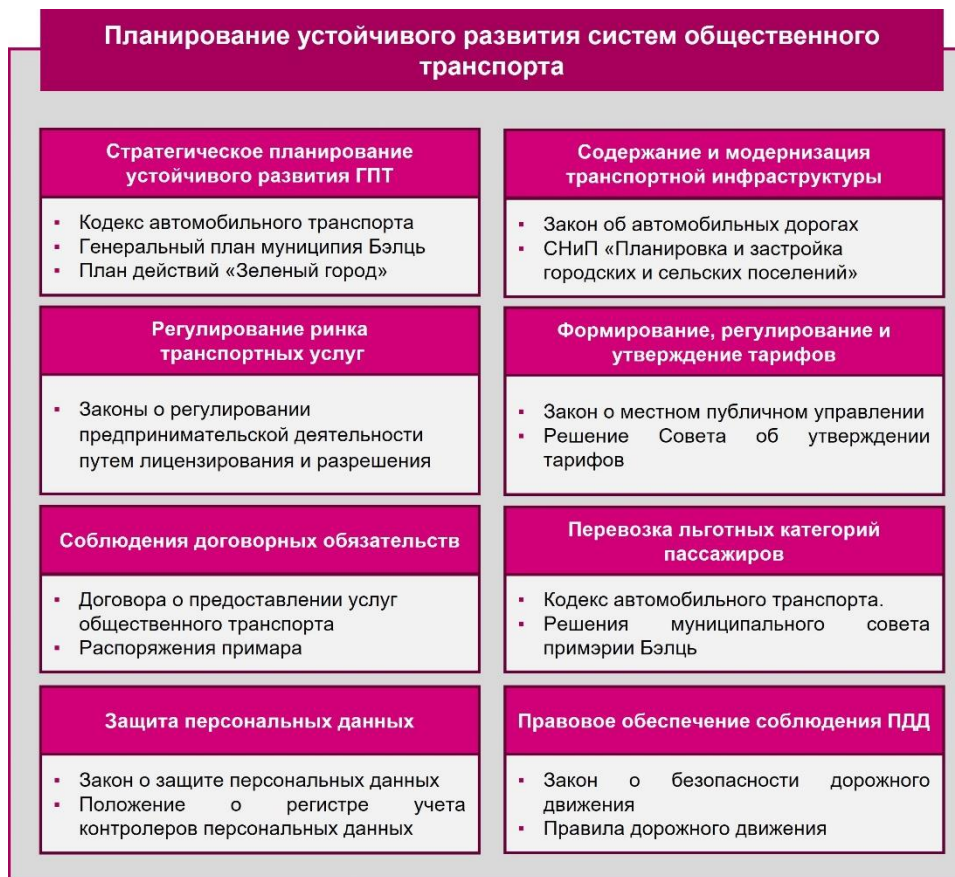 Планирование устойчивого развития систем общественного
транспорта
Стратегическое планирование
устойчивого развития ГПТ
▪ Кодекс автомобильного транспорта
▪ Генеральный план муниципия Бэлць
▪ План действий «Зеленый город»
Содержание и модернизация
транспортной инфраструктуры
▪ Закон об автомобильных дорогах
▪ СНиП «Планировка и застройка
городских и сельских поселений»
Регулирование ринка
транспортных услуг
▪ Законы о регулировании
предпринимательской деятельности
путем лицензирования и разрешения
Формирование, регулирование и
утверждение тарифов
▪ Закон о местном публичном управлении
▪ Решение Совета об утверждении
тарифов
Соблюдения договорных обязательств
▪ Договора о предоставлении услуг
общественного транспорта
▪ Распоряжения примара
Перевозка льготных категорий
пассажиров
▪ Кодекс автомобильного транспорта.
▪ Решения муниципального совета
примэрии Бэлць
Защита персональных данных
▪ Закон о защите персональных данных
▪ Положение о регистре учета
контролеров персональных данных
Правовое обеспечение соблюдения ПДД
▪ Закон о безопасности дорожного
движения
▪ Правила дорожного движения